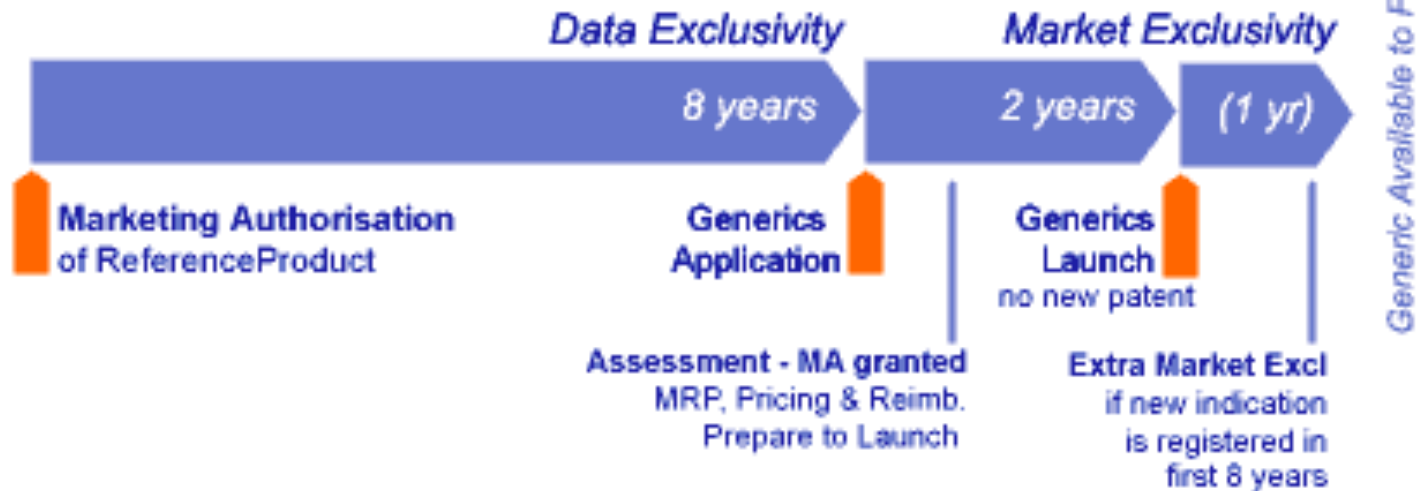 Data Exclusivity
Market Exclusivity
8 years
2 years
(1 yr)
Marketing Authorisation
of ReferenceProduct
Generics
Application
Generics
Launch
no new patent
Assessment - MA granted
MRP, Pricing & Reimb.
Prepare to Launch
Extra Market Excl
if new indication
is registered in
first 8 years
Generic Available to